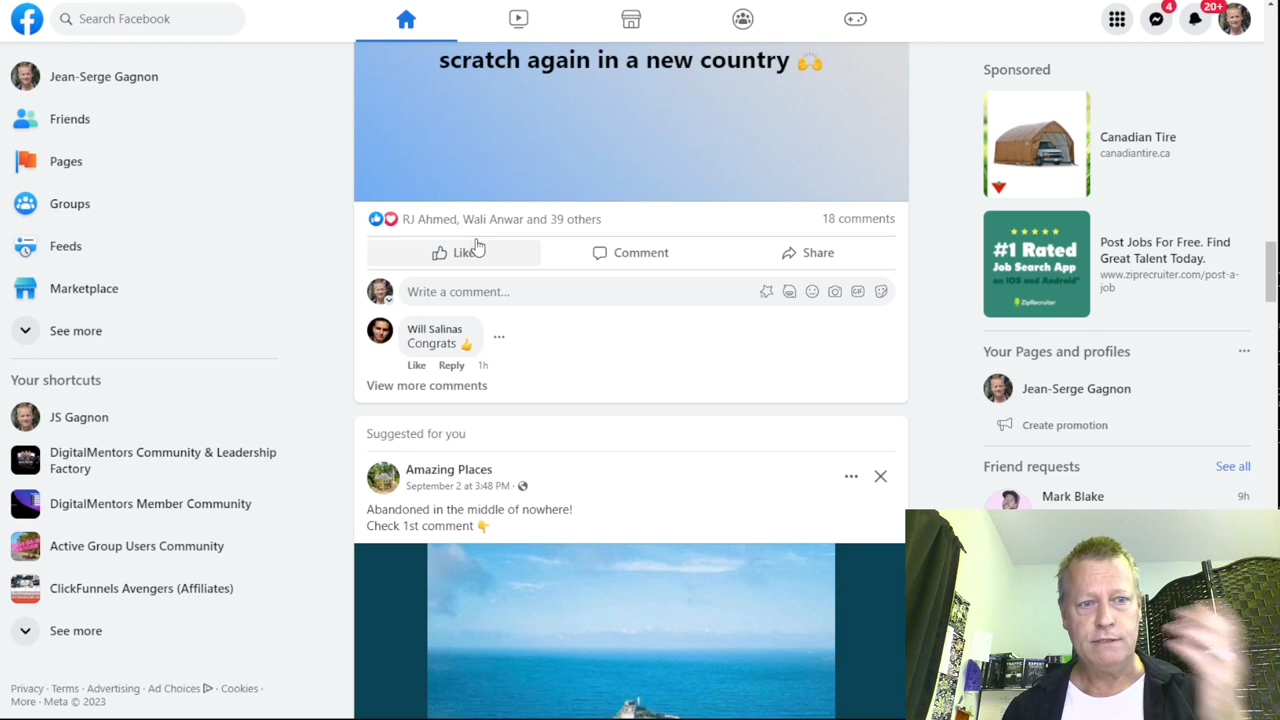 Search Facebook
4
20+
Jean-Serge Gagnon
Friends
Pages
Groups
Feeds
Marketplace
See more
Your shortcuts
JS Gagnon
DigitalMentors Community & Leadership
Factory
DigitalMentors Member Community
Active Group Users Community
ClickFunnels Avengers (Affiliates)
See more
Privacy · Terms · Advertising · Ad Choices · Cookies ·
More · Meta © 2023
scratch again in a new country 🙌
RJ Ahmed, Wali Anwar and 39 others
18 comments
Like
Comment
Share
Write a comment...
GIF
Will Salinas
Congrats 👍
Like Reply 1h
View more comments
Suggested for you
Amazing Places
September 2 at 3:48 PM ·
Abandoned in the middle of nowhere!
Check 1st comment 👇
Sponsored
Canadian Tire
canadiantire.ca
#1 Rated
Job Search App
on iOS and Android™
ZipRecruiter
Post Jobs For Free. Find
Great Talent Today.
www.ziprecruiter.com/post-a-
job
Your Pages and profiles
Jean-Serge Gagnon
Create promotion
Friend requests
See all
Mark Blake
9h
TRAFFIC
EXPERT